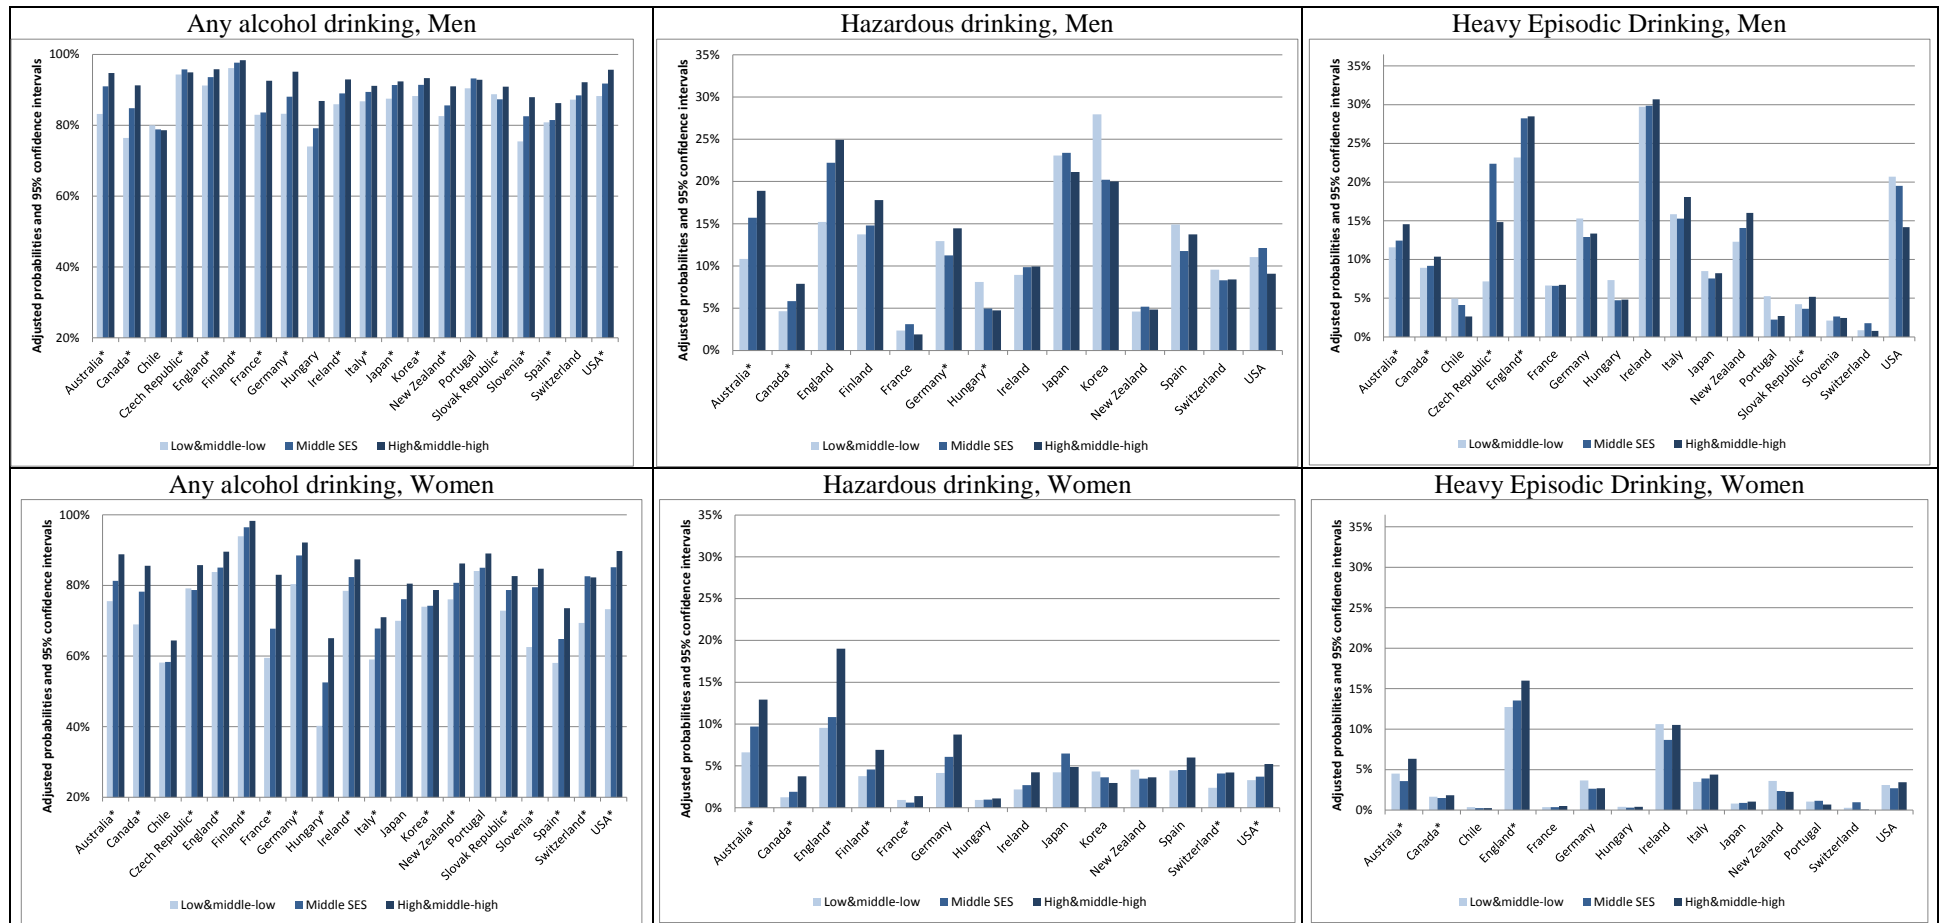 Any alcohol drinking, Men
Adjusted probabilities and 95% confidence intervals
100%
80%
60%
40%
20%
Australia*
Canada*
Chile
Czech Republic*
England*
Finland*
France*
Germany*
Hungary
Ireland*
Italy*
Japan*
Korea*
New Zealand*
Portugal
Slovak Republic*
Slovenia*
Spain*
Switzerland
USA*
Low&middle-low Middle SES High&middle-high
Hazardous drinking, Men
Adjusted probabilities and 95% confidence intervals
35%
30%
25%
20%
15%
10%
5%
0%
Australia*
Canada*
England
Finland
France
Germany*
Hungary*
Ireland
Japan
Korea
New Zealand
Spain
Switzerland
USA
Low&middle-low Middle SES High&middle-high
Heavy Episodic Drinking, Men
Adjusted probabilities and 95% confidence intervals
35%
30%
25%
20%
15%
10%
5%
0%
Australia*
Canada*
Chile
Czech Republic*
England*
France
Germany
Hungary
Ireland
Italy
Japan
New Zealand
Portugal
Slovak Republic*
Slovenia
Switzerland
USA
Low&middle-low Middle SES High&middle-high
Any alcohol drinking, Women
Adjusted probabilities and 95% confidence intervals
100%
80%
60%
40%
20%
Australia*
Canada*
Chile
Czech Republic*
England*
Finland*
France*
Germany*
Hungary*
Ireland*
Italy*
Japan
Korea*
New Zealand*
Portugal
Slovak Republic*
Slovenia*
Spain*
Switzerland*
USA*
Low&middle-low Middle SES High&middle-high
Hazardous drinking, Women
Adjusted probabilities and 95% confidence intervals
35%
30%
25%
20%
15%
10%
5%
0%
Australia*
Canada*
England*
Finland*
France*
Germany
Hungary
Ireland
Japan
Korea
New Zealand
Spain
Switzerland*
USA*
Low&middle-low Middle SES High&middle-high
Heavy Episodic Drinking, Women
Adjusted probabilities and 95% confidence intervals
35%
30%
25%
20%
15%
10%
5%
0%
Australia*
Canada*
Chile
England*
France
Germany
Hungary
Ireland
Italy
Japan
New Zealand
Portugal
Switzerland
USA
Low&middle-low Middle SES High&middle-high